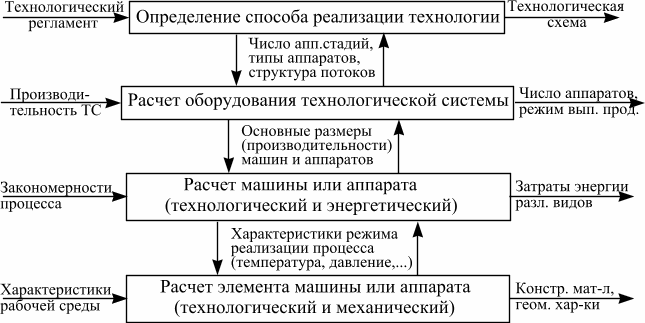 Технологический
регламент
Определение способа реализации технологии
Технологическая
схема
Число апп.стадий,
типы аппаратов,
структура потоков
Производи-
тельность ТС
Расчет оборудования технологической системы
Число аппаратов,
режим вып. прод.
Основные размеры
(производительности)
машин и аппаратов
Закономерности
процесса
Расчет машины или аппарата
(технологический и энергетический)
Затраты энергии
разл. видов
Характеристики режима
реализации процесса
(температура, давление,...)
Характеристики
рабочей среды
Расчет элемента машины или аппарата
(технологический и механический)
Констр. мат-л,
геом. хар-ки